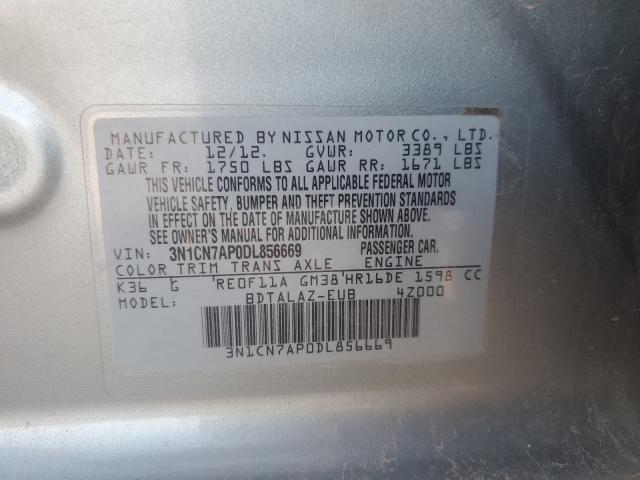 MANUFACTURED BY NISSAN MOTOR CO., LTD.
DATE: 12/12. GVWR: 3389 LBS
GAWR FR: 1750 LBS GAWR RR: 1671 LBS
THIS VEHICLE CONFORMS TO ALL APPLICABLE FEDERAL MOTOR
VEHICLE SAFETY, BUMPER AND THEFT PREVENTION STANDARDS
IN EFFECT ON THE DATE OF MANUFACTURE SHOWN ABOVE.
SEE OWNER'S MANUAL FOR ADDITIONAL INFORMATION.
VIN: 3N1CN7AP0DL856669 PASSENGER CAR.
COLOR TRIM TRANS AXLE ENGINE
K36 G 'RE0F11A GM38'HR16DE 1598 CC
MODEL: BDTALAZ-EUB 4Z000
3N1CN7AP0DL856669